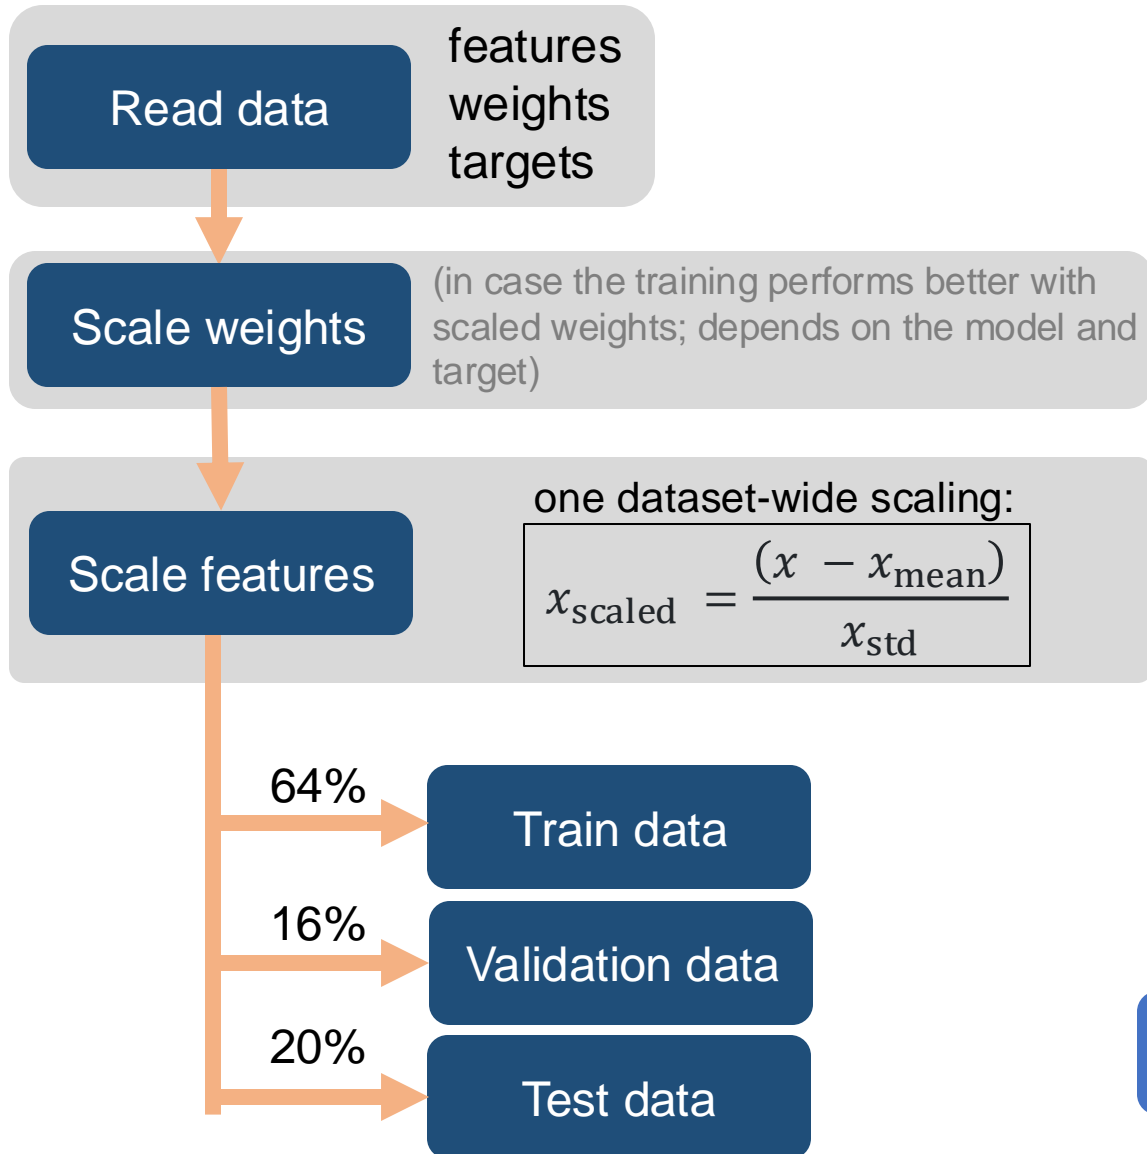 Read data
features
weights
targets
Scale weights
(in case the training performs better with
scaled weights; depends on the model and
target)
Scale features
one dataset-wide scaling:
x_scaled = (x − x_mean) / x_std
64%
Train data
16%
Validation data
20%
Test data